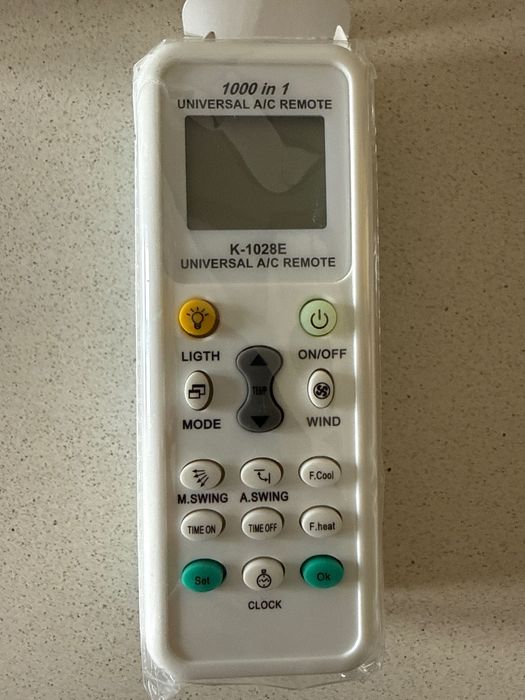 1000 in 1
UNIVERSAL A/C REMOTE
K-1028E
UNIVERSAL A/C REMOTE
LIGTH
ON/OFF
TEMP
MODE
WIND
F.Cool
M.SWING
A.SWING
TIME ON
TIME OFF
F.heat
Set
Ok
CLOCK